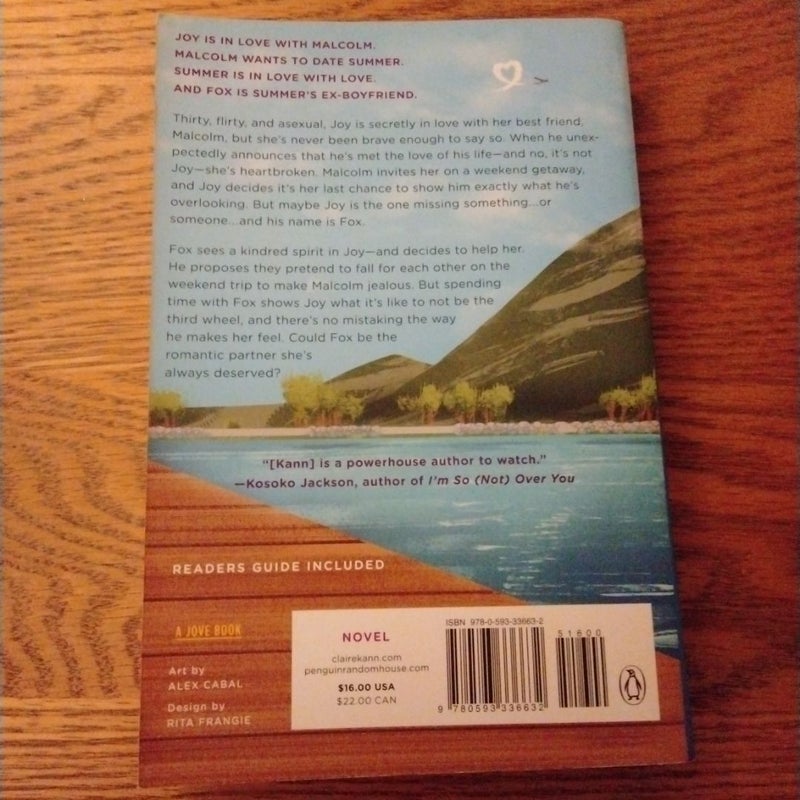 JOY IS IN LOVE WITH MALCOLM.
MALCOLM WANTS TO DATE SUMMER.
SUMMER IS IN LOVE WITH LOVE.
AND FOX IS SUMMER'S EX-BOYFRIEND.
Thirty, flirty, and asexual, Joy is secretly in love with her best friend,
Malcolm, but she's never been brave enough to say so. When he unex-
pectedly announces that he's met the love of his life—and no, it's not
Joy—she's heartbroken. Malcolm invites her on a weekend getaway,
and Joy decides it's her last chance to show him exactly what he's
overlooking. But maybe Joy is the one missing something...or
someone...and his name is Fox.
Fox sees a kindred spirit in Joy—and decides to help her.
He proposes they pretend to fall for each other on the
weekend trip to make Malcolm jealous. But spending
time with Fox shows Joy what it's like to not be the
third wheel, and there's no mistaking the way
he makes her feel. Could Fox be the
romantic partner she's
always deserved?
"[Kann] is a powerhouse author to watch."
—Kosoko Jackson, author of I'm So (Not) Over You
READERS GUIDE INCLUDED
A JOVE BOOK
Art by
ALEX CABAL
Design by
RITA FRANGIE
NOVEL
clairekann.com
penguinrandomhouse.com
$16.00 USA
$22.00 CAN
ISBN 978-0-593-33663-2
51600
9 780593 336632